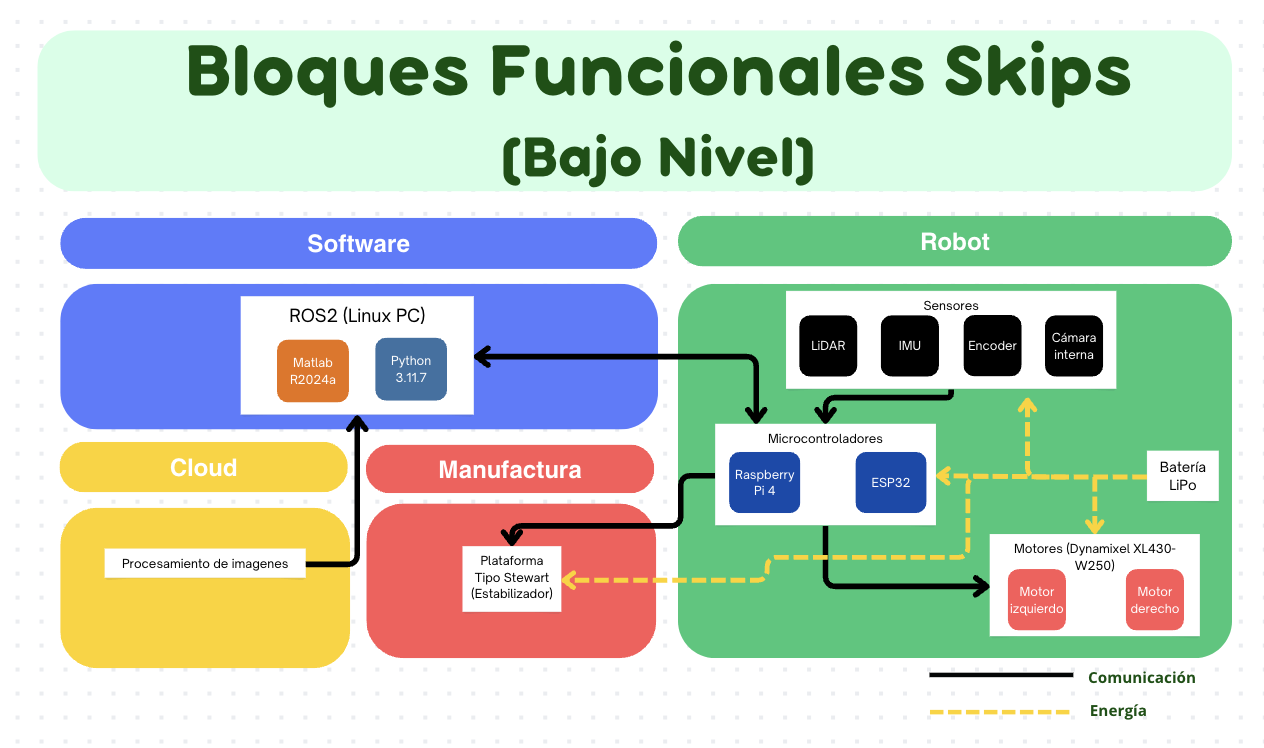 Bloques Funcionales Skips
(Bajo Nivel)
Software
Robot
ROS2 (Linux PC)
Matlab
R2024a
Python
3.11.7
Sensores
LiDAR
IMU
Encoder
Cámara
interna
Microcontroladores
Raspberry
Pi 4
ESP32
Batería
LiPo
Cloud
Manufactura
Procesamiento de imagenes
Plataforma
Tipo Stewart
(Estabilizador)
Motores (Dynamixel XL430-
W250)
Motor
izquierdo
Motor
derecho
Comunicación
Energía